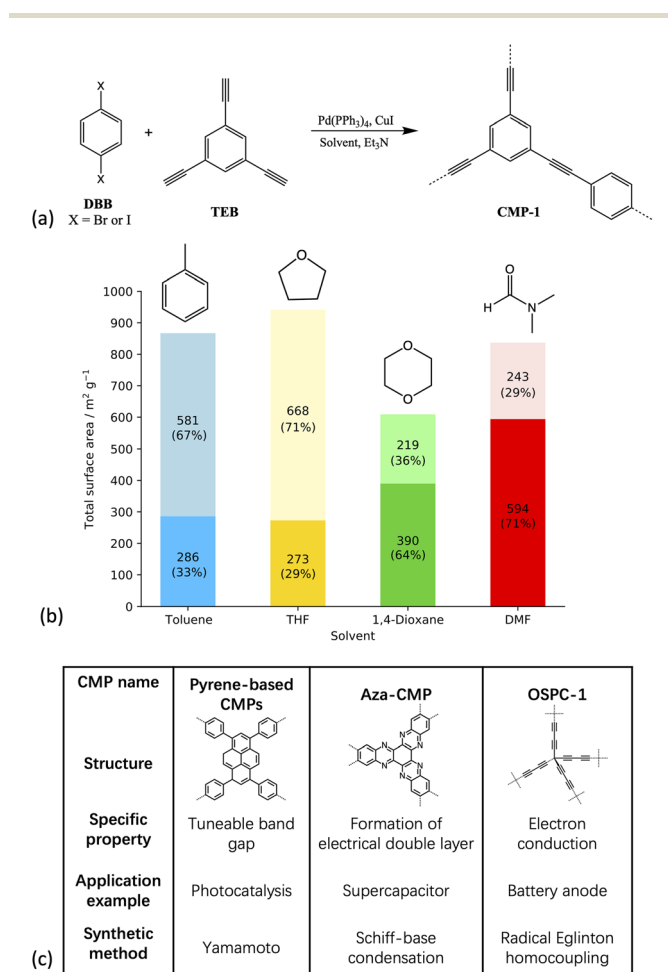 X
X
DBB
X = Br or I
+
TEB
Pd(PPh3)4, CuI
Solvent, Et3N
CMP-1
(a)
Total surface area / m² g⁻¹
1000
900
800
700
600
500
400
300
200
100
0
581
(67%)
286
(33%)
O
668
(71%)
273
(29%)
O
O
219
(36%)
390
(64%)
O
H
N
243
(29%)
594
(71%)
Toluene
THF
1,4-Dioxane
DMF
Solvent
(b)
CMP name
Pyrene-based
CMPs
Aza-CMP
OSPC-1
Structure
N
N
N
N
N
N
Specific
property
Tuneable band
gap
Formation of
electrical double layer
Electron
conduction
Application
example
Photocatalysis
Supercapacitor
Battery anode
Synthetic
method
Yamamoto
Schiff-base
condensation
Radical Eglinton
homocoupling
(c)